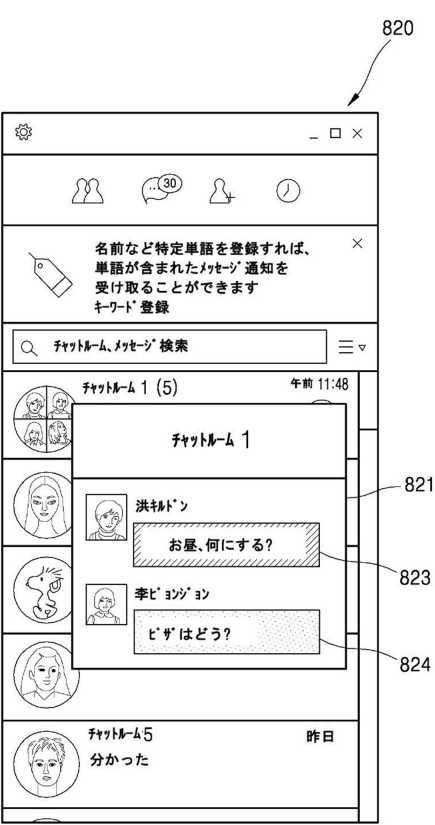 820
30
名前など特定単語を登録すれば、
単語が含まれたﾒｯｾｰｼﾞ通知を
受け取ることができます
ｷｰﾜｰﾄﾞ登録
ﾁｬｯﾄﾙｰﾑ、ﾒｯｾｰｼﾞ検索
ﾁｬｯﾄﾙｰﾑ 1 (5) 午前 11:48
ﾁｬｯﾄﾙｰﾑ 1
821
洪ｷﾙﾄﾞﾝ
お昼、何にする?
823
李ﾋﾞｮﾝｼﾞｮﾝ
ﾋﾟｻﾞはどう?
824
ﾁｬｯﾄﾙｰﾑ5 昨日
分かった